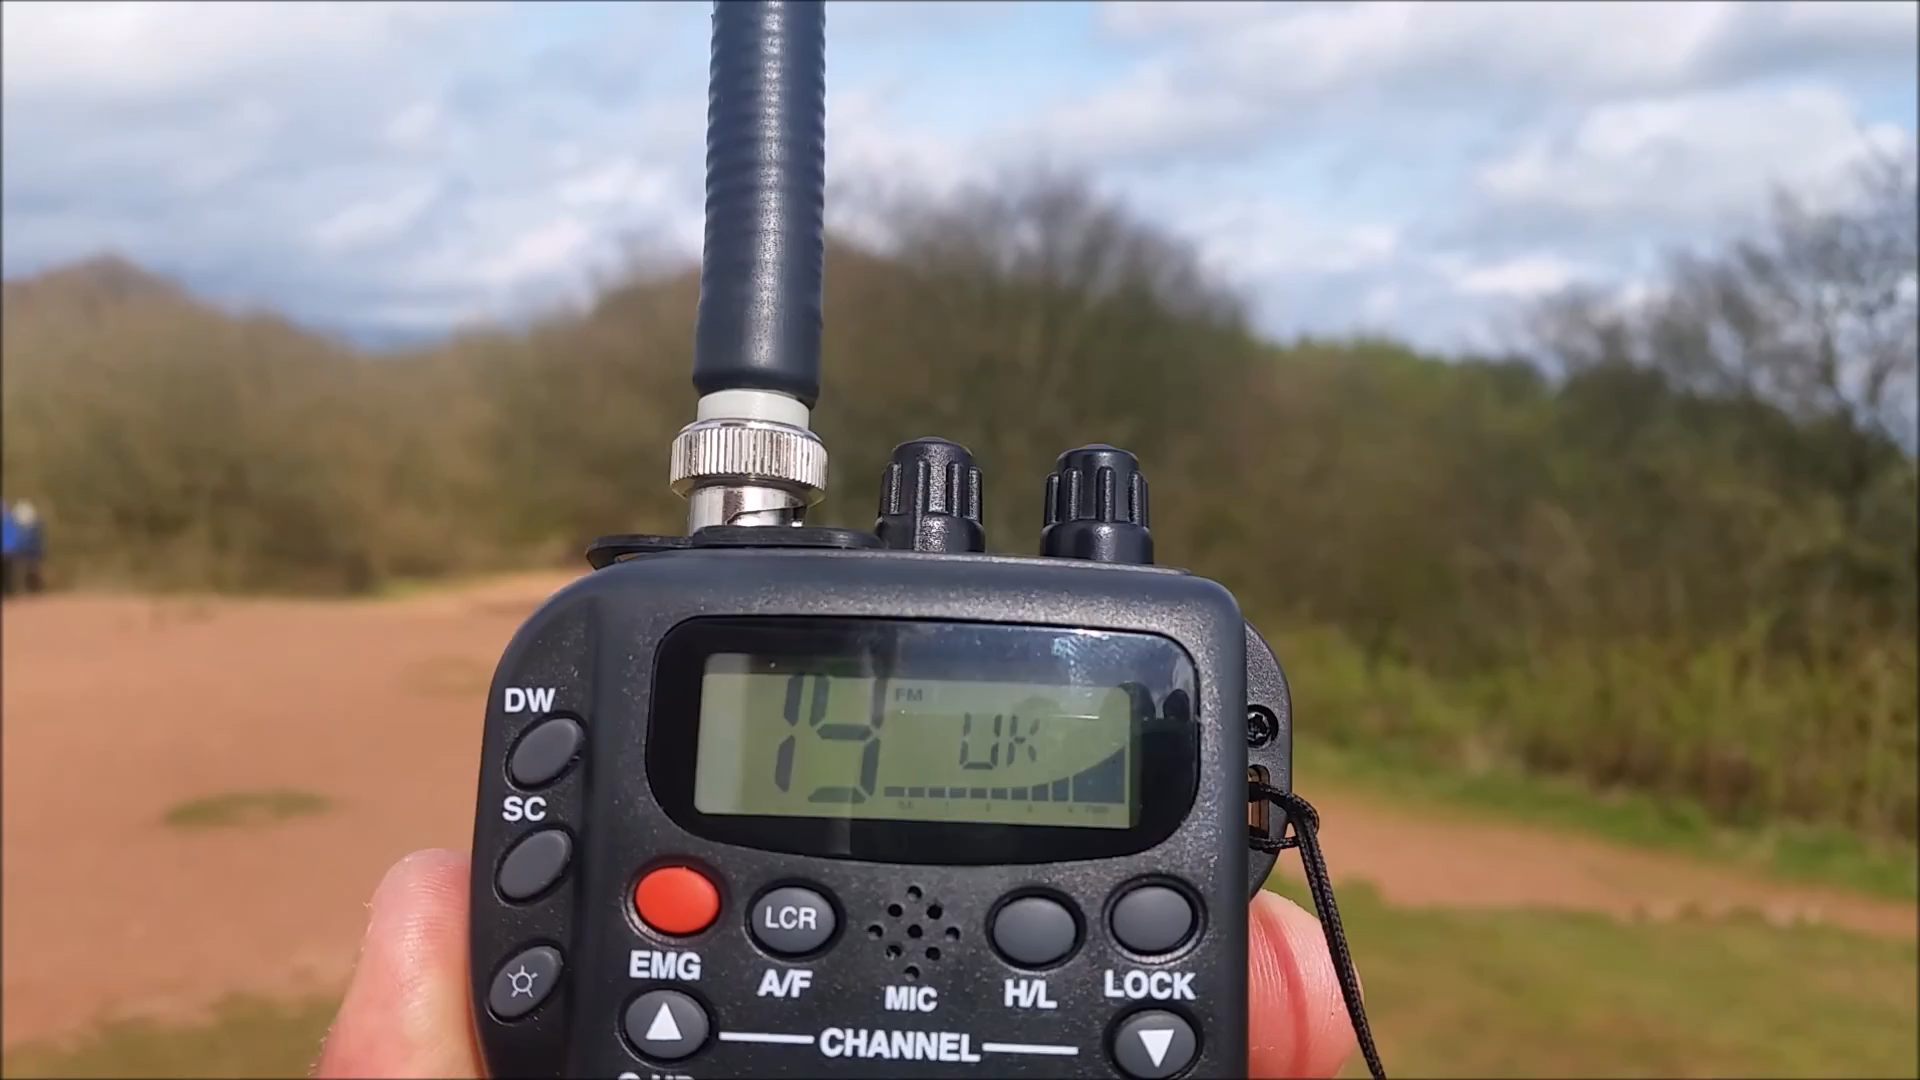 19 FM UK
DW
SC
EMG
LCR
A/F
MIC
H/L
LOCK
CHANNEL